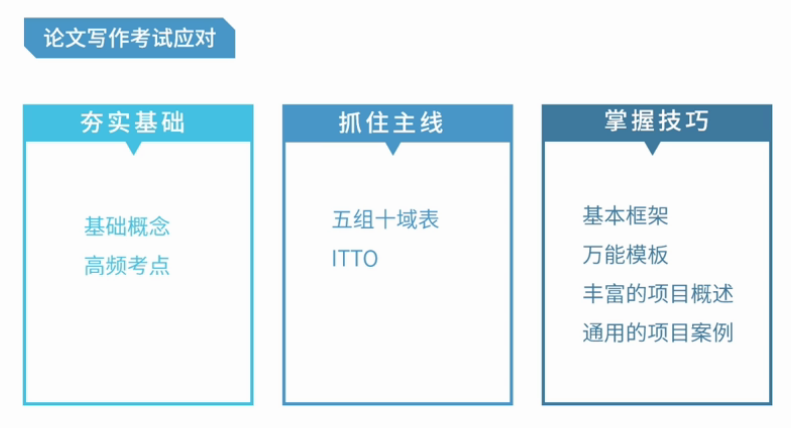 论文写作考试应对
夯实基础
基础概念
高频考点
抓住主线
五组十域表
ITTO
掌握技巧
基本框架
万能模板
丰富的项目概述
通用的项目案例